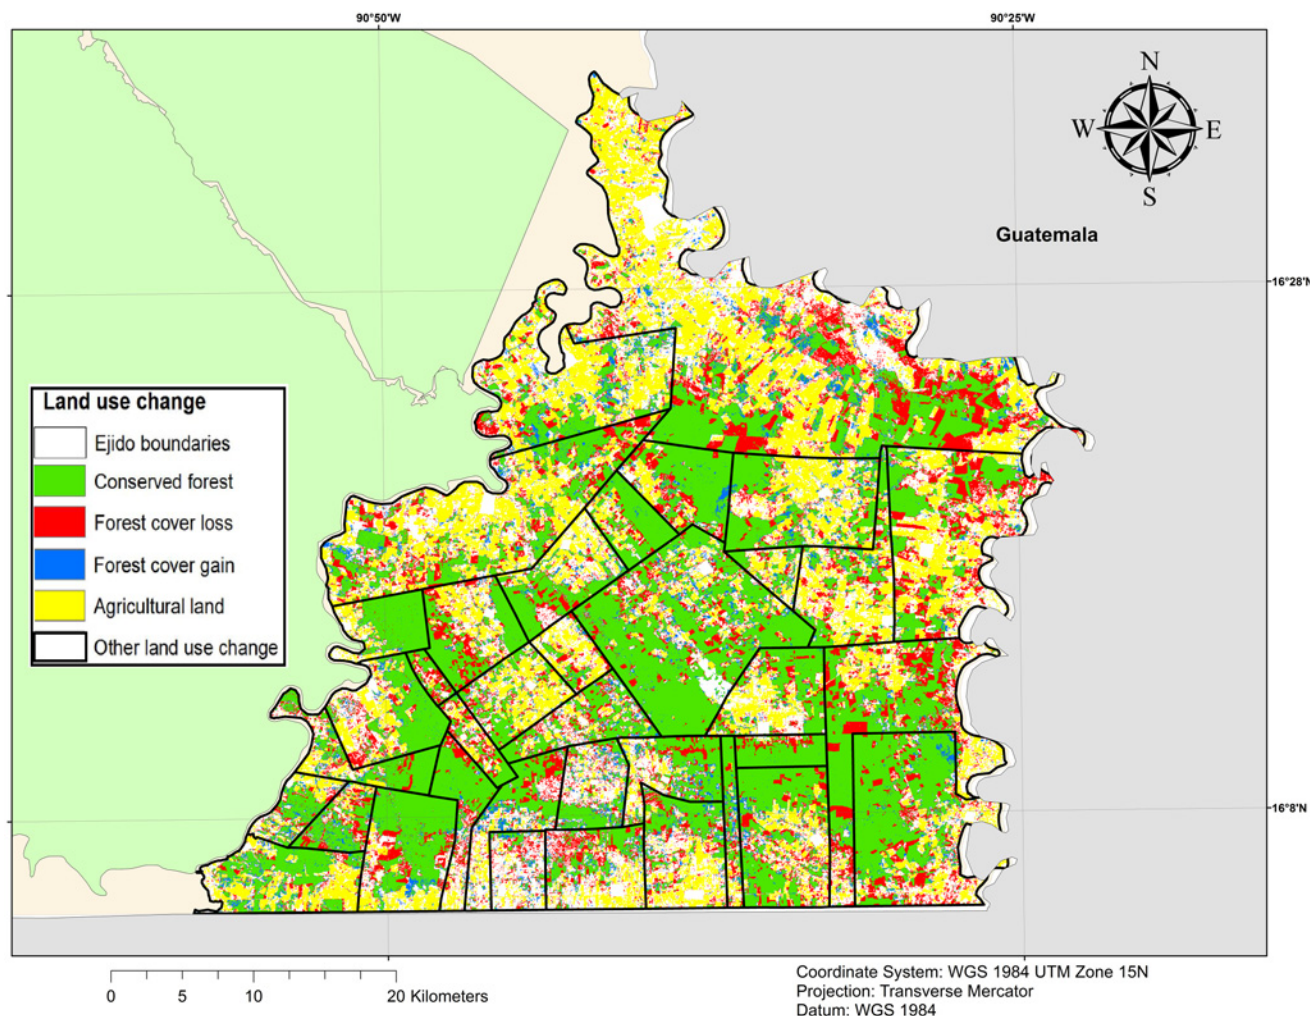 90°50'W
90°25'W
N
W
E
S
Guatemala
16°28'N
Land use change
Ejido boundaries
Conserved forest
Forest cover loss
Forest cover gain
Agricultural land
Other land use change
16°8'N
0 5 10 20 Kilometers
Coordinate System: WGS 1984 UTM Zone 15N
Projection: Transverse Mercator
Datum: WGS 1984